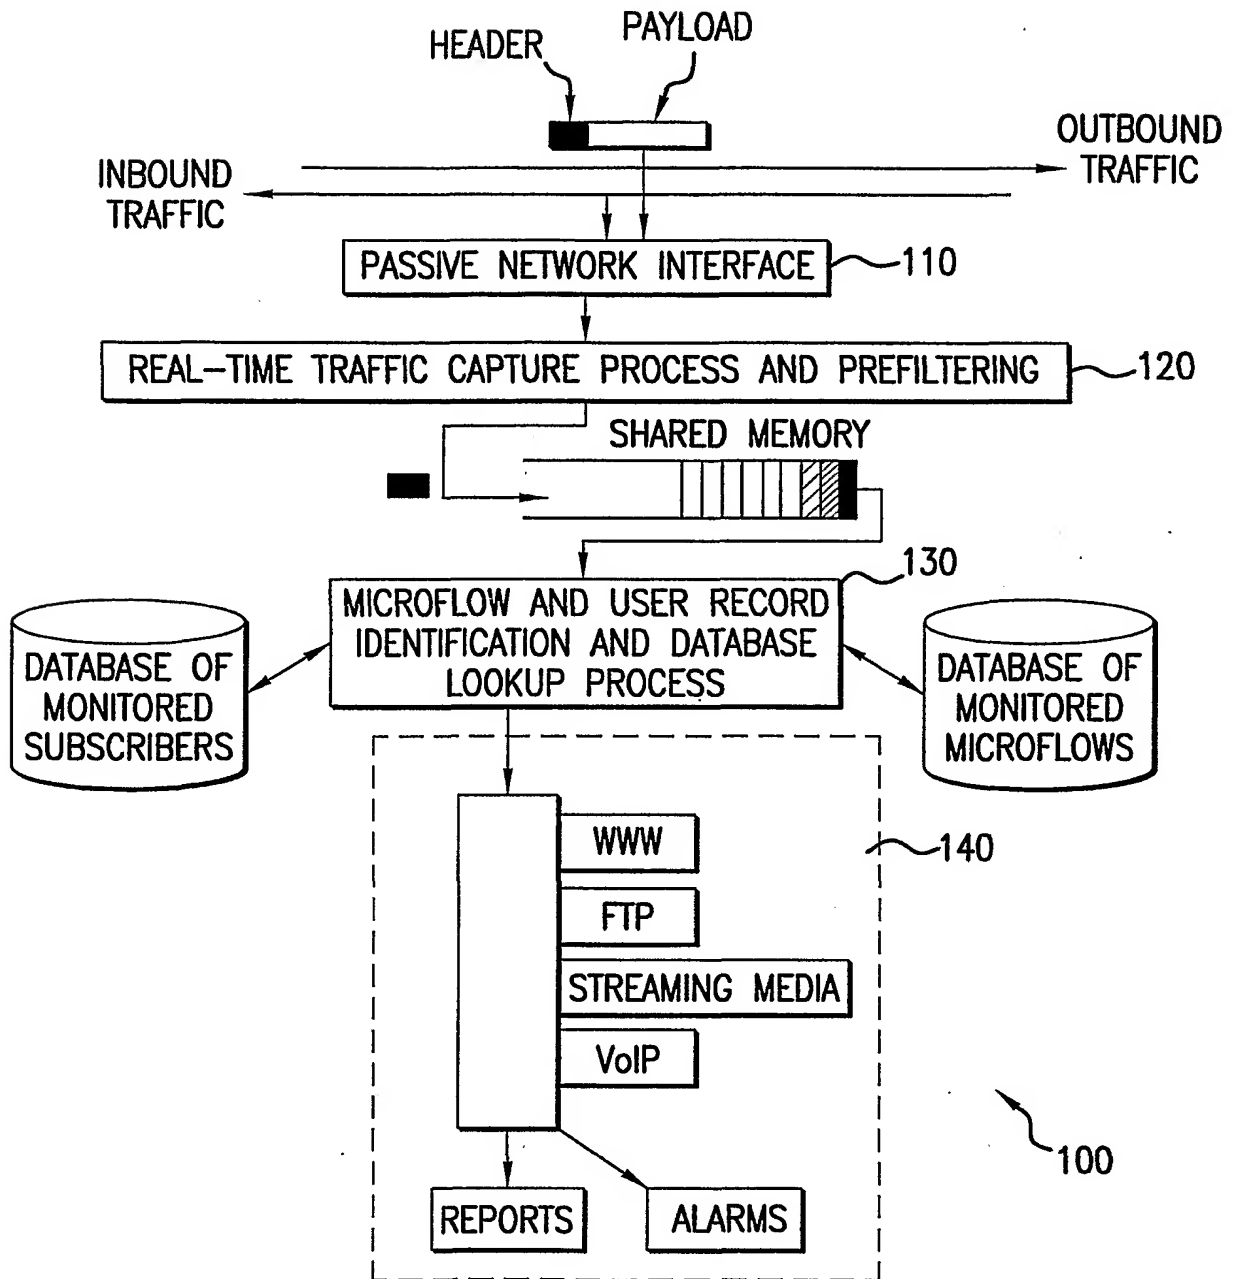 HEADER
PAYLOAD
OUTBOUND
TRAFFIC
INBOUND
TRAFFIC
PASSIVE NETWORK INTERFACE
110
REAL-TIME TRAFFIC CAPTURE PROCESS AND PREFILTERING
120
SHARED MEMORY
130
MICROFLOW AND USER RECORD
IDENTIFICATION AND DATABASE
LOOKUP PROCESS
DATABASE OF
MONITORED
SUBSCRIBERS
DATABASE OF
MONITORED
MICROFLOWS
WWW
140
FTP
STREAMING MEDIA
VoIP
100
REPORTS
ALARMS